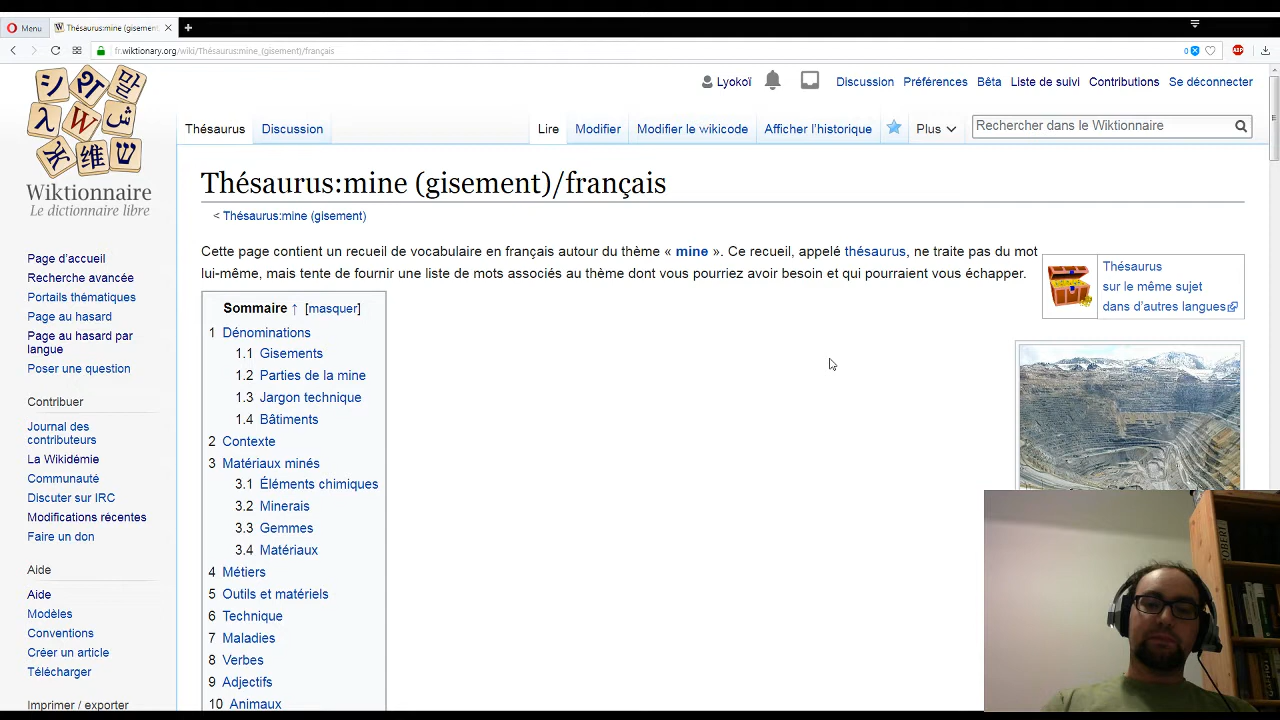 Menu
Thésaurus:mine (gisement
fr.wiktionary.org/wiki/Thésaurus:mine_(gisement)/français
0
ABP
Lyokoï
Discussion
Préférences
Bêta
Liste de suivi
Contributions
Se déconnecter
Thésaurus
Discussion
Lire
Modifier
Modifier le wikicode
Afficher l'historique
Plus
Rechercher dans le Wiktionnaire
Wiktionnaire
Le dictionnaire libre
Page d'accueil
Recherche avancée
Portails thématiques
Page au hasard
Page au hasard par
langue
Poser une question
Contribuer
Journal des
contributeurs
La Wikidémie
Communauté
Discuter sur IRC
Modifications récentes
Faire un don
Aide
Aide
Modèles
Conventions
Créer un article
Télécharger
Imprimer / exporter
Thésaurus:mine (gisement)/français
< Thésaurus:mine (gisement)
Cette page contient un recueil de vocabulaire en français autour du thème « mine ». Ce recueil, appelé thésaurus, ne traite pas du mot
lui-même, mais tente de fournir une liste de mots associés au thème dont vous pourriez avoir besoin et qui pourraient vous échapper.
Thésaurus
sur le même sujet
dans d'autres langues
Sommaire ↑ [masquer]
1 Dénominations
1.1 Gisements
1.2 Parties de la mine
1.3 Jargon technique
1.4 Bâtiments
2 Contexte
3 Matériaux minés
3.1 Éléments chimiques
3.2 Minerais
3.3 Gemmes
3.4 Matériaux
4 Métiers
5 Outils et matériels
6 Technique
7 Maladies
8 Verbes
9 Adjectifs
10 Animaux